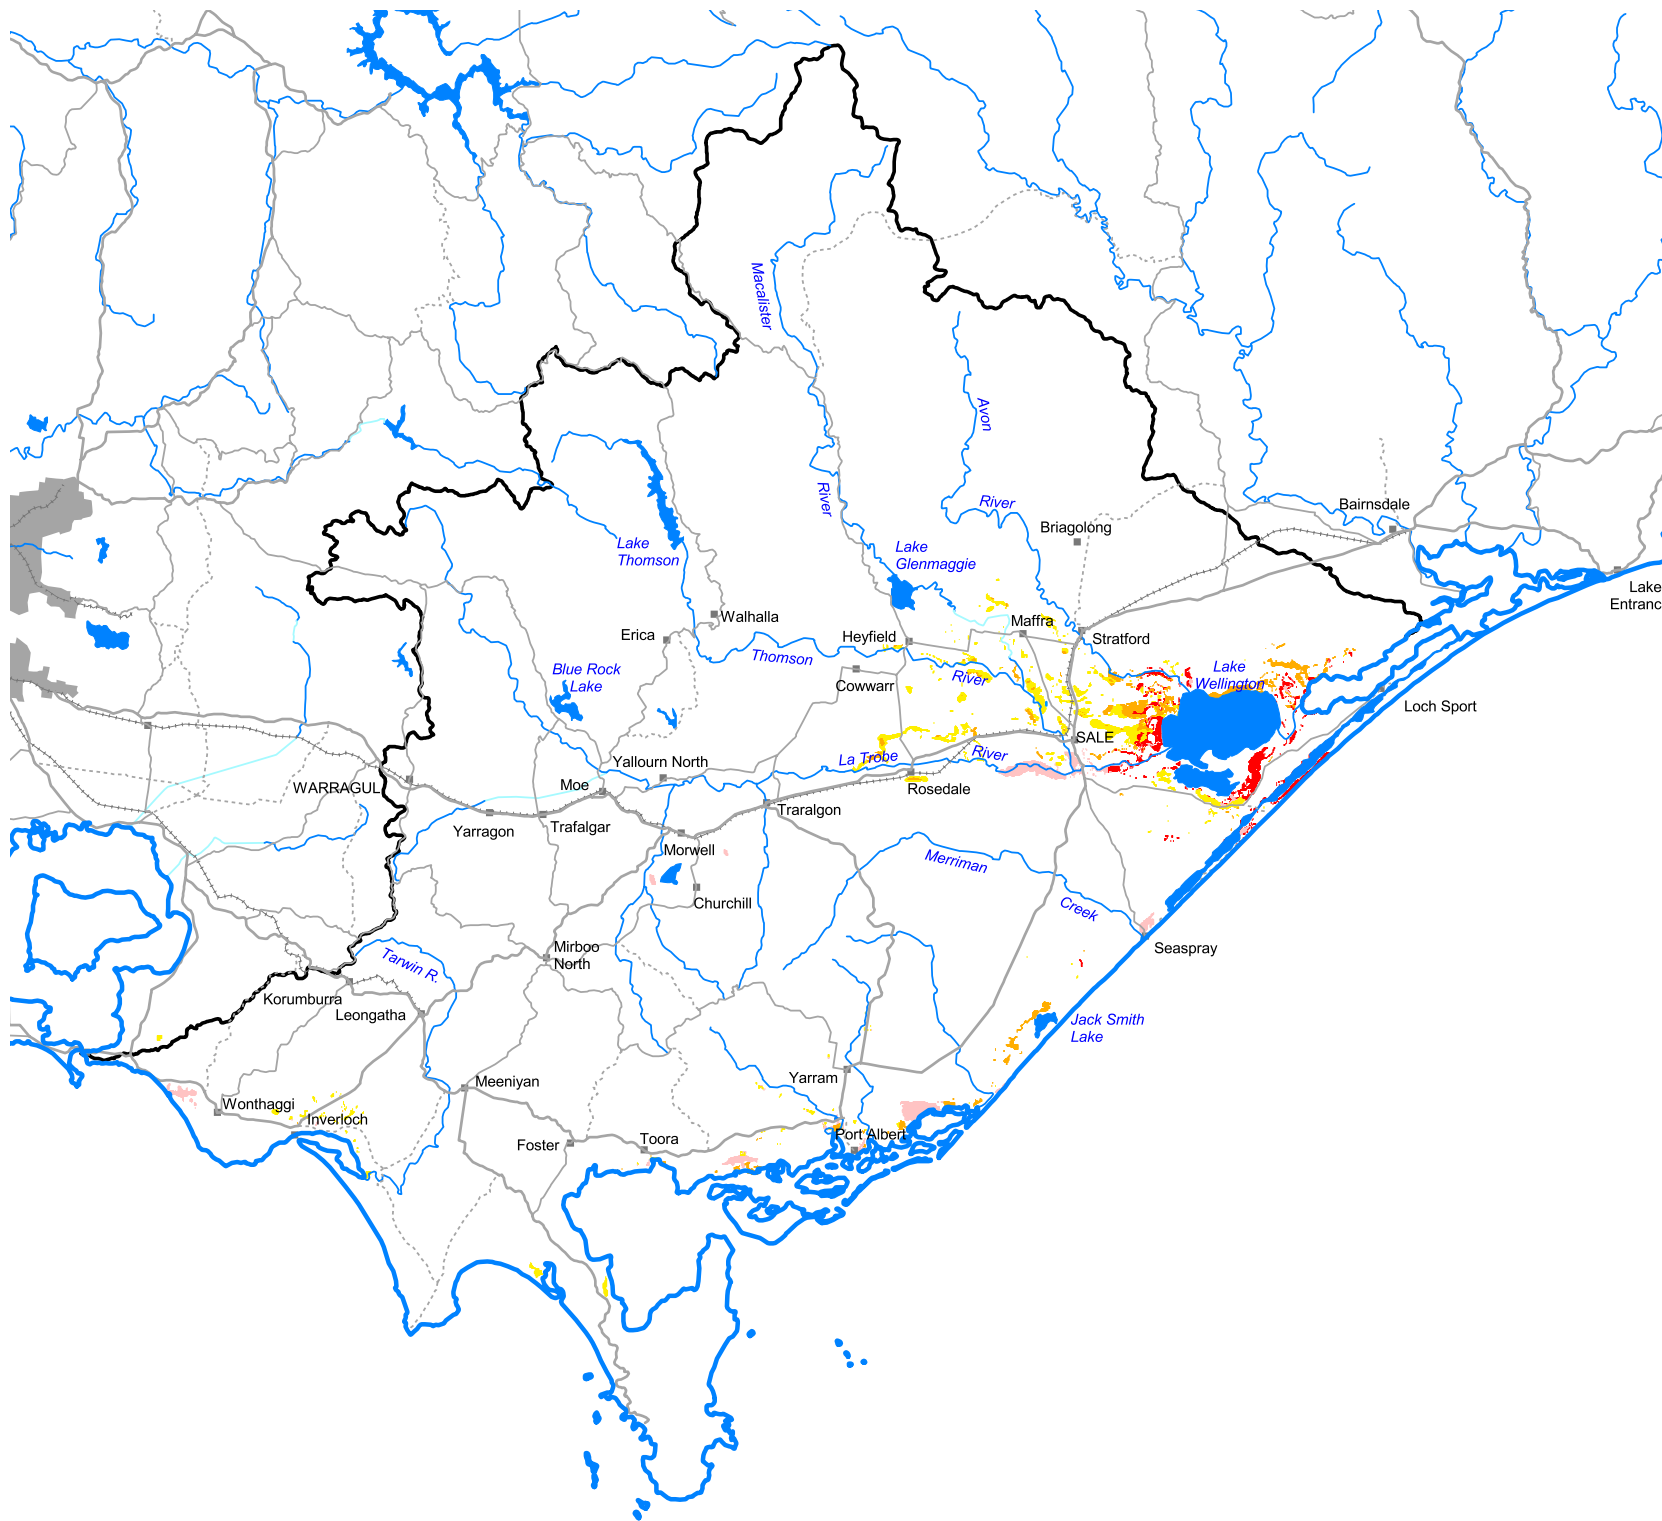 Macalister
River
Avon
River
Bairnsdale
Briagolong
Lake
Thomson
Lake
Glenmaggie
Lake
Entranc
Walhalla
Erica
Heyfield
Maffra
Stratford
Thomson
River
Blue Rock
Lake
Cowwarr
Lake
Wellington
Loch Sport
SALE
La Trobe
River
Yallourn North
WARRAGUL
Moe
Rosedale
Yarragon
Trafalgar
Traralgon
Morwell
Merriman
Creek
Churchill
Seaspray
Mirboo
North
Tarwin R.
Korumburra
Leongatha
Jack Smith
Lake
Yarram
Meeniyan
Wonthaggi
Inverloch
Foster
Toora
Port Albert